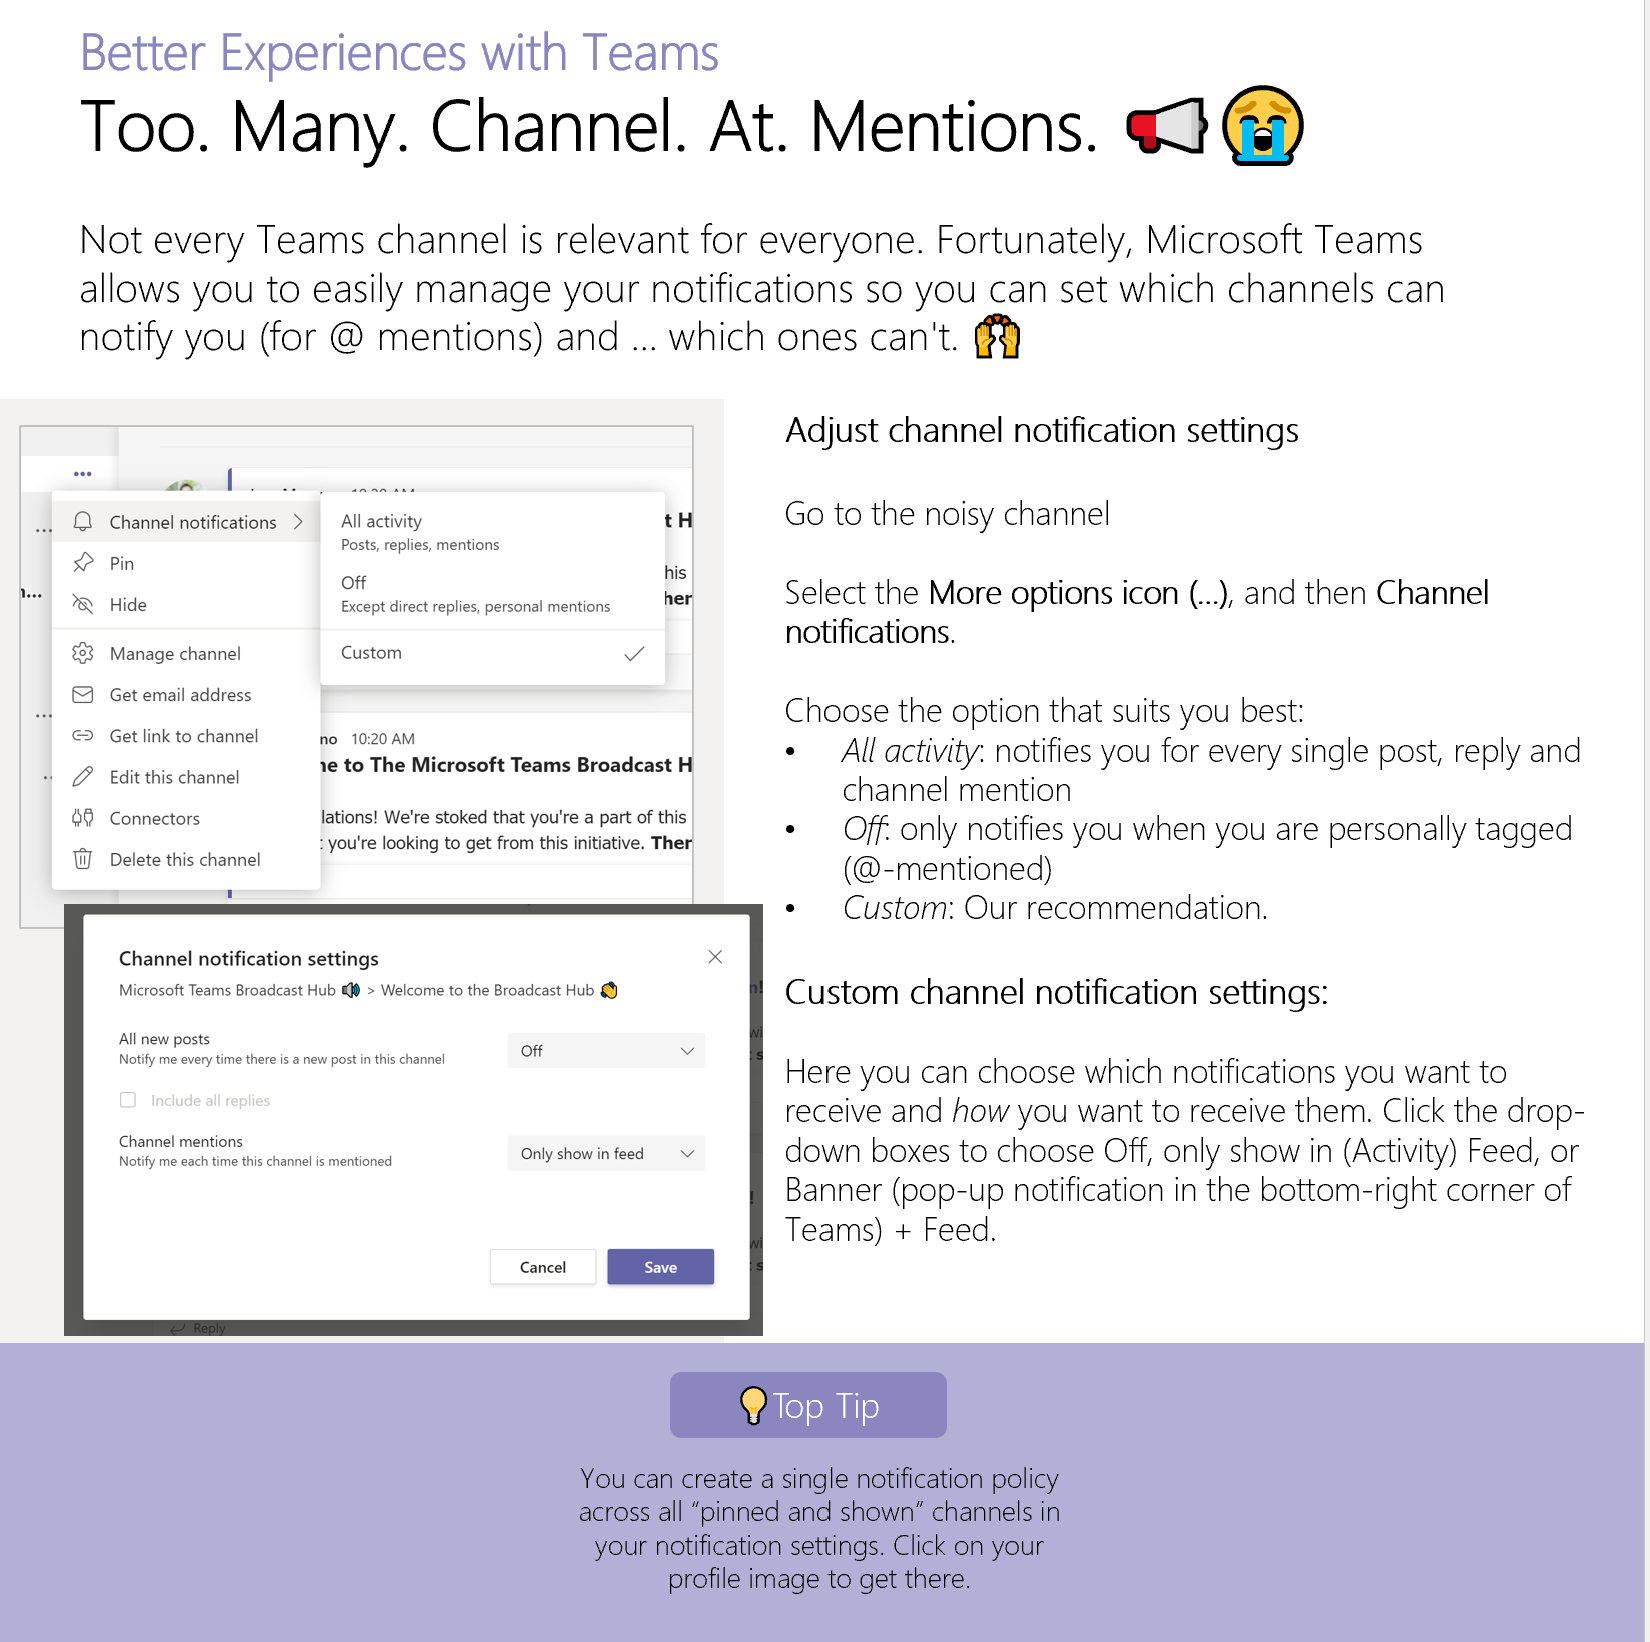 Better Experiences with Teams
Too. Many. Channel. At. Mentions.
Not every Teams channel is relevant for everyone. Fortunately, Microsoft Teams
allows you to easily manage your notifications so you can set which channels can
notify you (for @ mentions) and ... which ones can't.
10:20 AM
Channel notifications
Pin
Hide
Manage channel
Get email address
Get link to channel
Edit this channel
Connectors
Delete this channel
All activity
Posts, replies, mentions
Off
Except direct replies, personal mentions
Custom
t H
his
her
no 10:20 AM
ne to The Microsoft Teams Broadcast H
lations! We're stoked that you're a part of this
you're looking to get from this initiative. Ther
Channel notification settings
Microsoft Teams Broadcast Hub > Welcome to the Broadcast Hub
All new posts
Notify me every time there is a new post in this channel
Off
Include all replies
Channel mentions
Notify me each time this channel is mentioned
Only show in feed
Cancel
Save
Reply
Adjust channel notification settings
Go to the noisy channel
Select the More options icon (...), and then Channel
notifications.
Choose the option that suits you best:
• All activity: notifies you for every single post, reply and
channel mention
• Off: only notifies you when you are personally tagged
(@-mentioned)
• Custom: Our recommendation.
Custom channel notification settings:
Here you can choose which notifications you want to
receive and how you want to receive them. Click the drop-
down boxes to choose Off, only show in (Activity) Feed, or
Banner (pop-up notification in the bottom-right corner of
Teams) + Feed.
Top Tip
You can create a single notification policy
across all “pinned and shown” channels in
your notification settings. Click on your
profile image to get there.